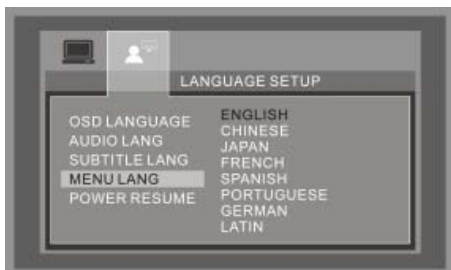 LANGUAGE SETUP
OSD LANGUAGE
AUDIO LANG
SUBTITLE LANG
MENU LANG
POWER RESUME
ENGLISH
CHINESE
JAPAN
FRENCH
SPANISH
PORTUGUESE
GERMAN
LATIN